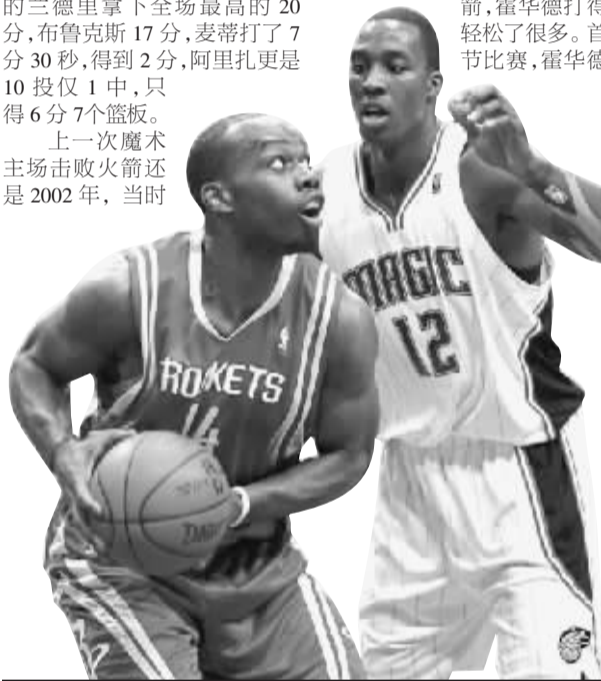 的兰德里拿下全场最高的 20
分，布鲁克斯 17 分，麦蒂打了 7
分 30 秒，得到 2 分，阿里扎更是
10 投仅 1 中，只
得 6 分 7个篮板。
上一次魔术
主场击败火箭还
是 2002 年，当时
箭，霍华德打得
轻松了很多。首
节比赛，霍华德
MAGIC
12
ROCKETS
14